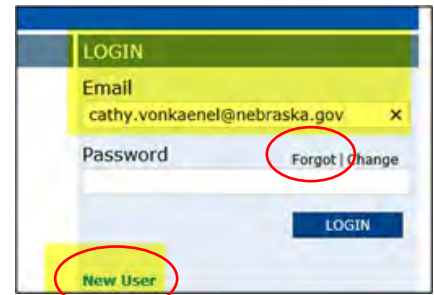 LOGIN
Email
cathy.vonkaenel@nebraska.gov ×
Password Forgot | Change
LOGIN
New User